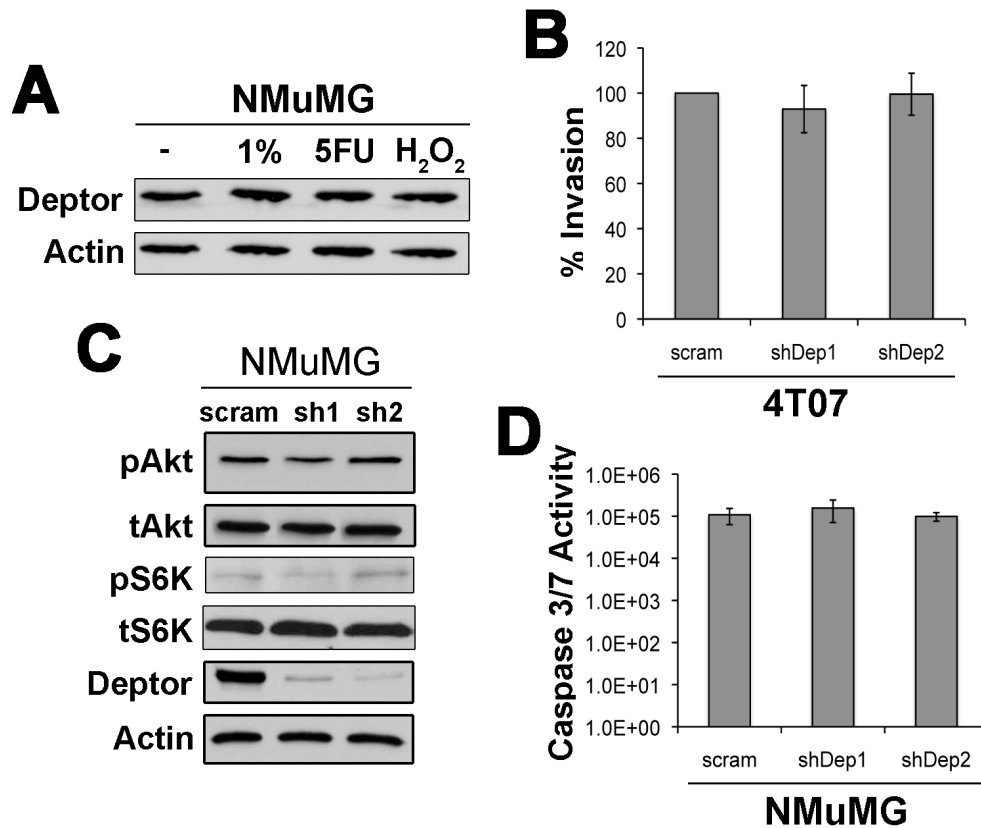 A
NMuMG
- 1% 5FU H₂O₂
Deptor
Actin
B
% Invasion
120
100
80
60
40
20
0
scram shDep1 shDep2
4T07
C
NMuMG
scram sh1 sh2
pAkt
tAkt
pS6K
tS6K
Deptor
Actin
D
Caspase 3/7 Activity
1.0E+06
1.0E+05
1.0E+04
1.0E+03
1.0E+02
1.0E+01
1.0E+00
scram shDep1 shDep2
NMuMG